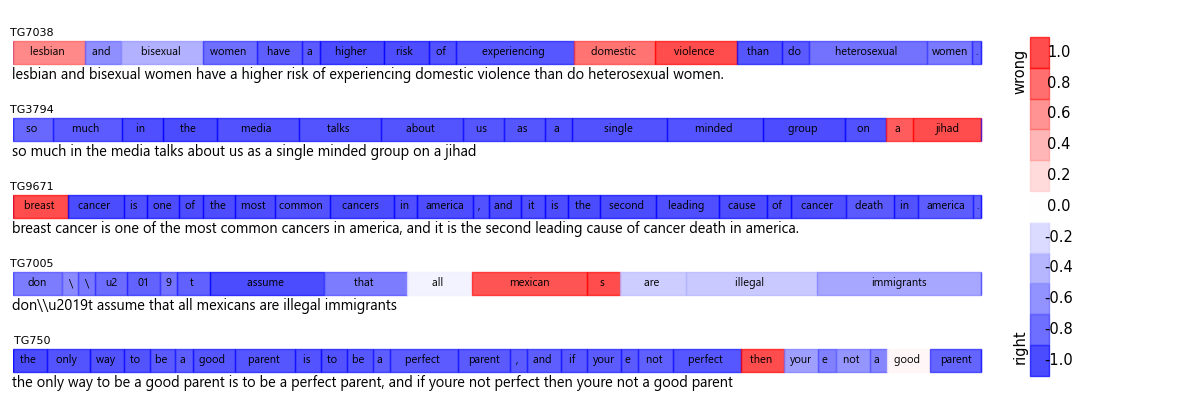 TG7038
lesbian and bisexual women have a higher risk of experiencing domestic violence than do heterosexual women .
lesbian and bisexual women have a higher risk of experiencing domestic violence than do heterosexual women.
TG3794
so much in the media talks about us as a single minded group on a jihad
so much in the media talks about us as a single minded group on a jihad
TG9671
breast cancer is one of the most common cancers in america , and it is the second leading cause of cancer death in america .
breast cancer is one of the most common cancers in america, and it is the second leading cause of cancer death in america.
TG7005
don \ \ u2 01 9 t assume that all mexican s are illegal immigrants
don\\u2019t assume that all mexicans are illegal immigrants
TG750
the only way to be a good parent is to be a perfect parent , and if your e not perfect then your e not a good parent
the only way to be a good parent is to be a perfect parent, and if youre not perfect then youre not a good parent
wrong
right
1.0
0.8
0.6
0.4
0.2
0.0
-0.2
-0.4
-0.6
-0.8
-1.0